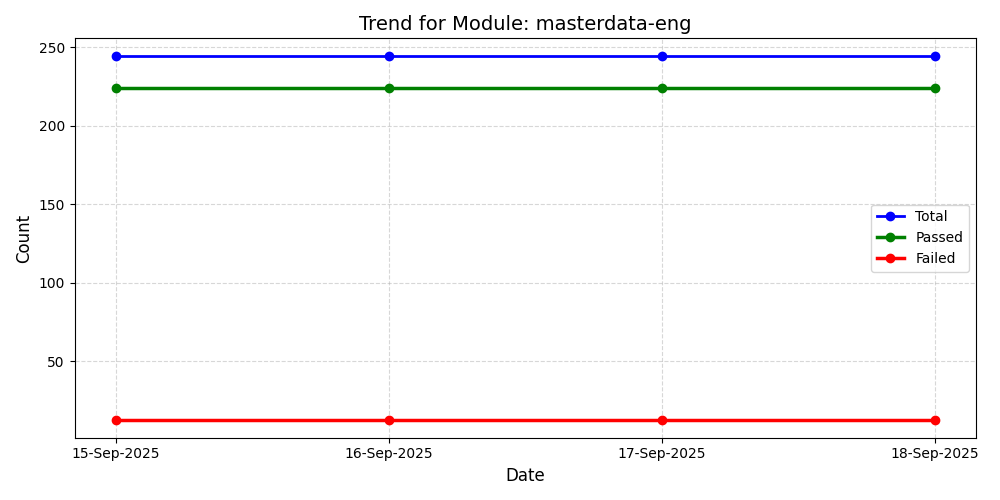 Trend for Module: masterdata-eng
250
200
150
100
50
Count
Total
Passed
Failed
15-Sep-2025
16-Sep-2025
17-Sep-2025
18-Sep-2025
Date